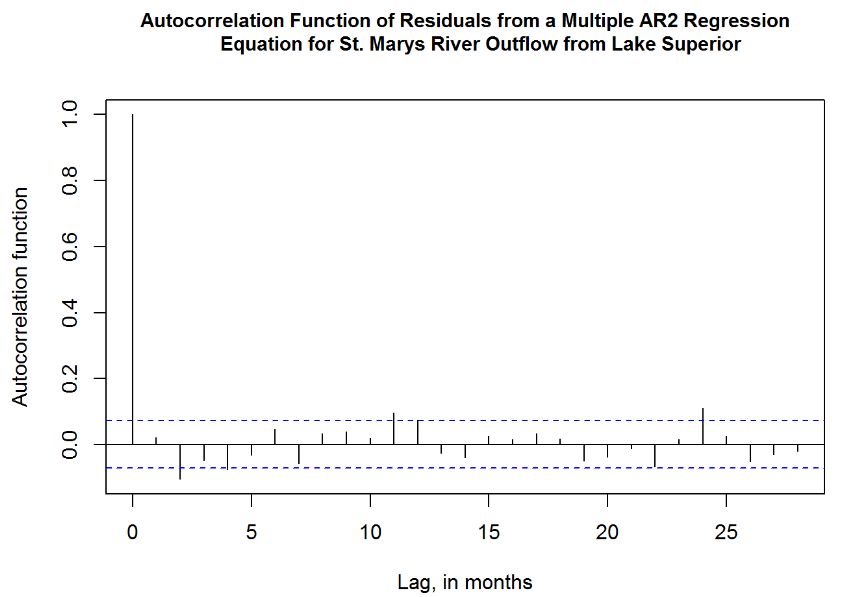 Autocorrelation Function of Residuals from a Multiple AR2 Regression
Equation for St. Marys River Outflow from Lake Superior
Autocorrelation function
1.0
0.8
0.6
0.4
0.2
0.0
0 5 10 15 20 25
Lag, in months